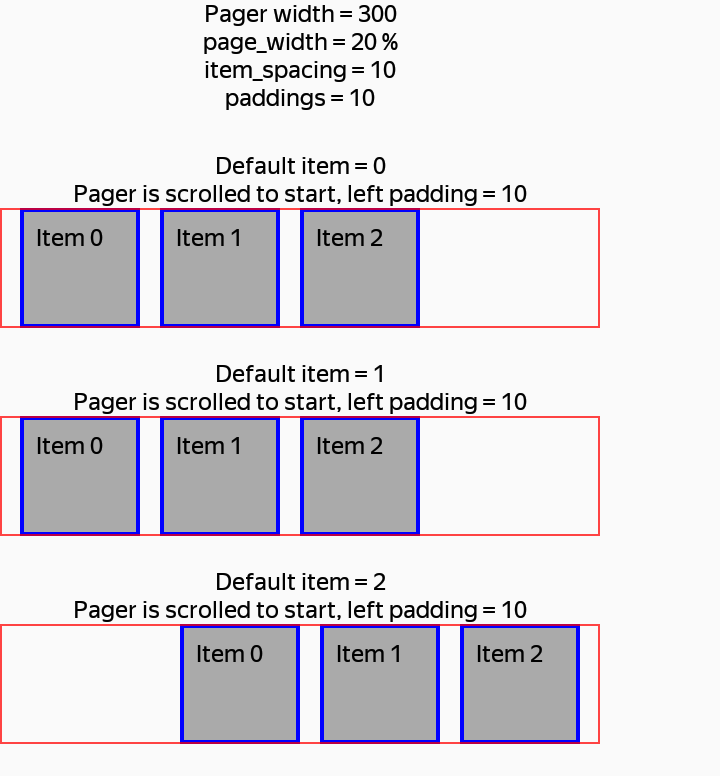 Pager width = 300
page_width = 20 %
item_spacing = 10
paddings = 10
Default item = 0
Pager is scrolled to start, left padding = 10
Item 0 Item 1 Item 2
Default item = 1
Pager is scrolled to start, left padding = 10
Item 0 Item 1 Item 2
Default item = 2
Pager is scrolled to start, left padding = 10
Item 0 Item 1 Item 2